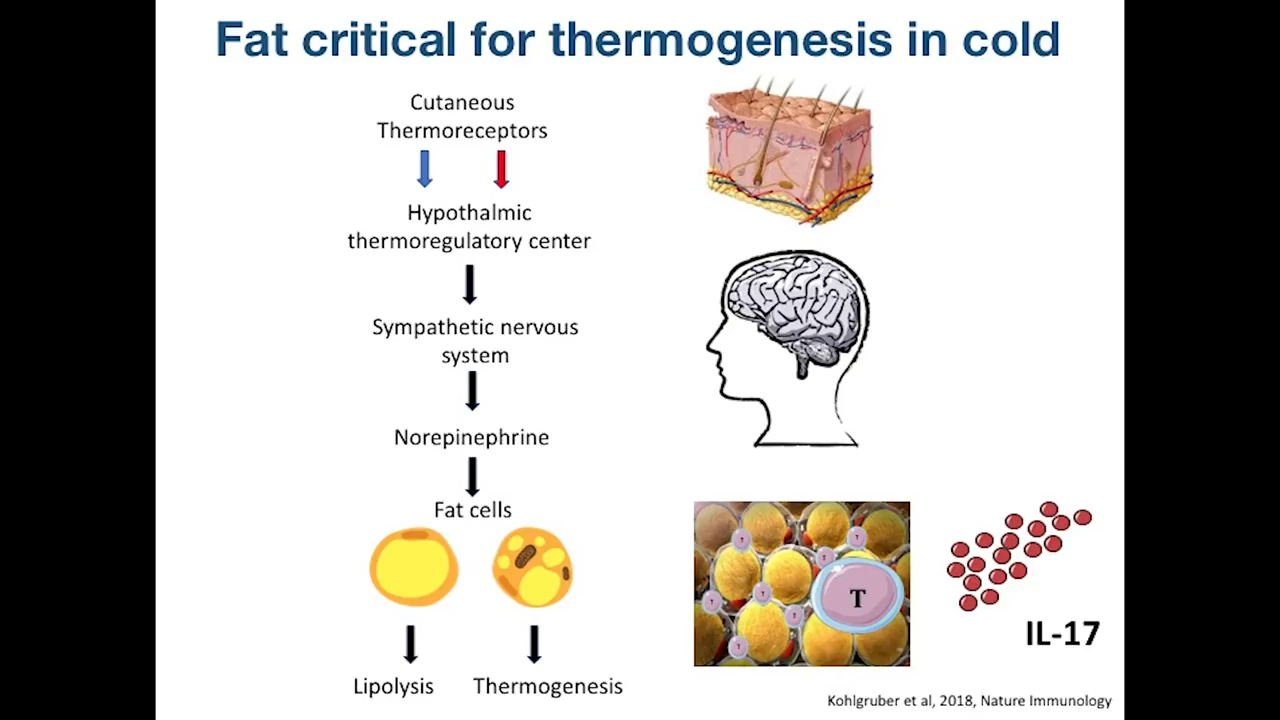 Fat critical for thermogenesis in cold
Cutaneous
Thermoreceptors
Hypothalmic
thermoregulatory center
Sympathetic nervous
system
Norepinephrine
Fat cells
Lipolysis
Thermogenesis
T
T
T
T
T
T
T
T
IL-17
Kohlgruber et al, 2018, Nature Immunology